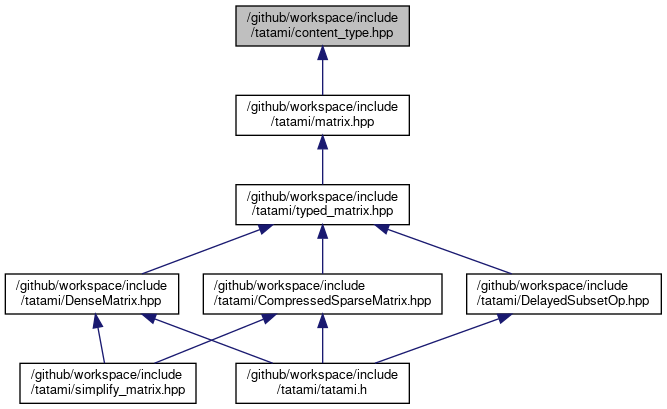 /github/workspace/include
/tatami/content_type.hpp
/github/workspace/include
/tatami/matrix.hpp
/github/workspace/include
/tatami/typed_matrix.hpp
/github/workspace/include
/tatami/DenseMatrix.hpp
/github/workspace/include
/tatami/CompressedSparseMatrix.hpp
/github/workspace/include
/tatami/DelayedSubsetOp.hpp
/github/workspace/include
/tatami/simplify_matrix.hpp
/github/workspace/include
/tatami/tatami.h